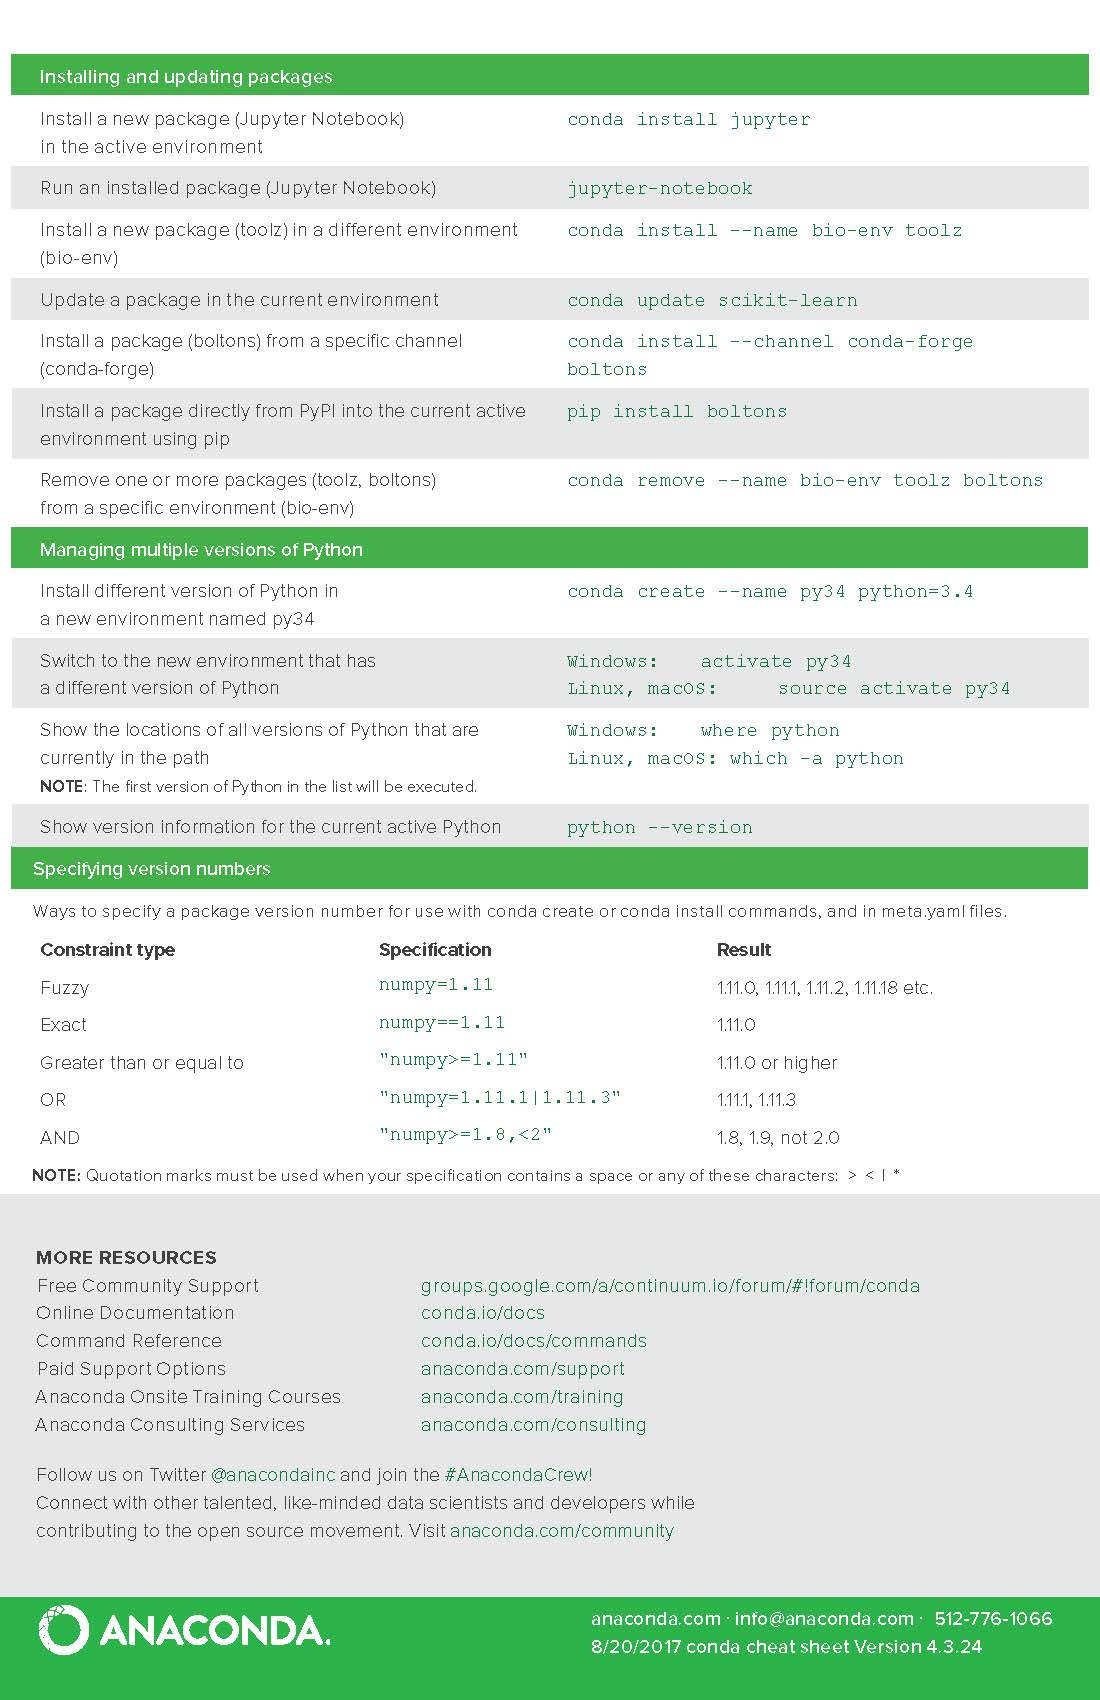 Installing and updating packages
Install a new package (Jupyter Notebook)
in the active environment
conda install jupyter
Run an installed package (Jupyter Notebook)
jupyter-notebook
Install a new package (toolz) in a different environment
(bio-env)
conda install --name bio-env toolz
Update a package in the current environment
conda update scikit-learn
Install a package (boltons) from a specific channel
(conda-forge)
conda install --channel conda-forge
boltons
Install a package directly from PyPI into the current active
environment using pip
pip install boltons
Remove one or more packages (toolz, boltons)
from a specific environment (bio-env)
conda remove --name bio-env toolz boltons
Managing multiple versions of Python
Install different version of Python in
a new environment named py34
conda create --name py34 python=3.4
Switch to the new environment that has
a different version of Python
Windows: activate py34
Linux, macOS: source activate py34
Show the locations of all versions of Python that are
currently in the path
NOTE: The first version of Python in the list will be executed.
Windows: where python
Linux, macOS: which -a python
Show version information for the current active Python
python --version
Specifying version numbers
Ways to specify a package version number for use with conda create or conda install commands, and in meta.yaml files.
Constraint type Specification Result
Fuzzy numpy=1.11 1.11.0, 1.11.1, 1.11.2, 1.11.18 etc.
Exact numpy==1.11 1.11.0
Greater than or equal to "numpy>=1.11" 1.11.0 or higher
OR "numpy=1.11.1|1.11.3" 1.11.1, 1.11.3
AND "numpy>=1.8,<2" 1.8, 1.9, not 2.0
NOTE: Quotation marks must be used when your specification contains a space or any of these characters: > < | *
MORE RESOURCES
Free Community Support groups.google.com/a/continuum.io/forum/#!forum/conda
Online Documentation conda.io/docs
Command Reference conda.io/docs/commands
Paid Support Options anaconda.com/support
Anaconda Onsite Training Courses anaconda.com/training
Anaconda Consulting Services anaconda.com/consulting
Follow us on Twitter @anacondainc and join the #AnacondaCrew!
Connect with other talented, like-minded data scientists and developers while
contributing to the open source movement. Visit anaconda.com/community
ANACONDA.
anaconda.com · info@anaconda.com · 512-776-1066
8/20/2017 conda cheat sheet Version 4.3.24